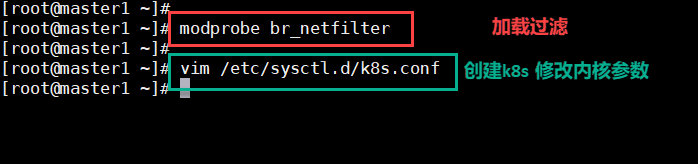 [root@master1 ~]#
[root@master1 ~]# modprobe br_netfilter 加载过滤
[root@master1 ~]#
[root@master1 ~]# vim /etc/sysctl.d/k8s.conf 创建k8s 修改内核参数
[root@master1 ~]#